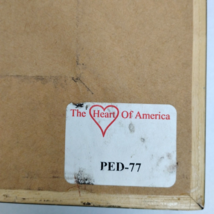 The Heart Of America
PED-77